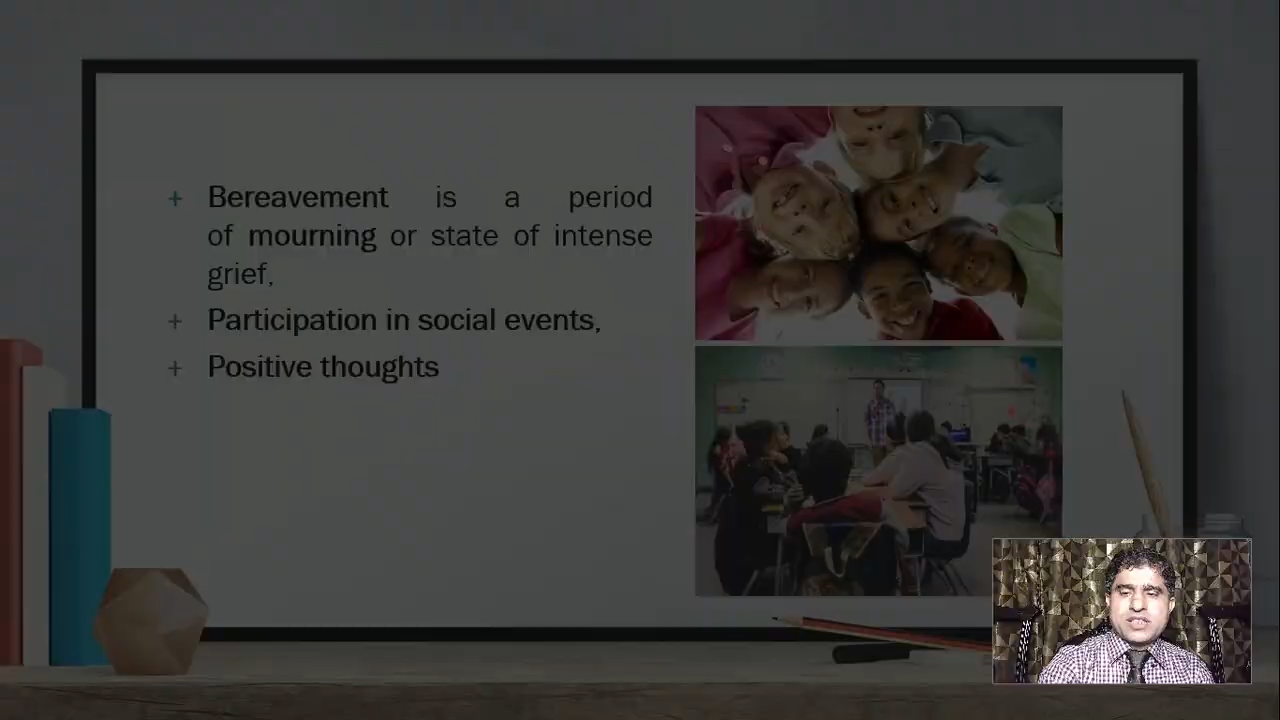 + Bereavement is a period
of mourning or state of intense
grief,
+ Participation in social events,
+ Positive thoughts